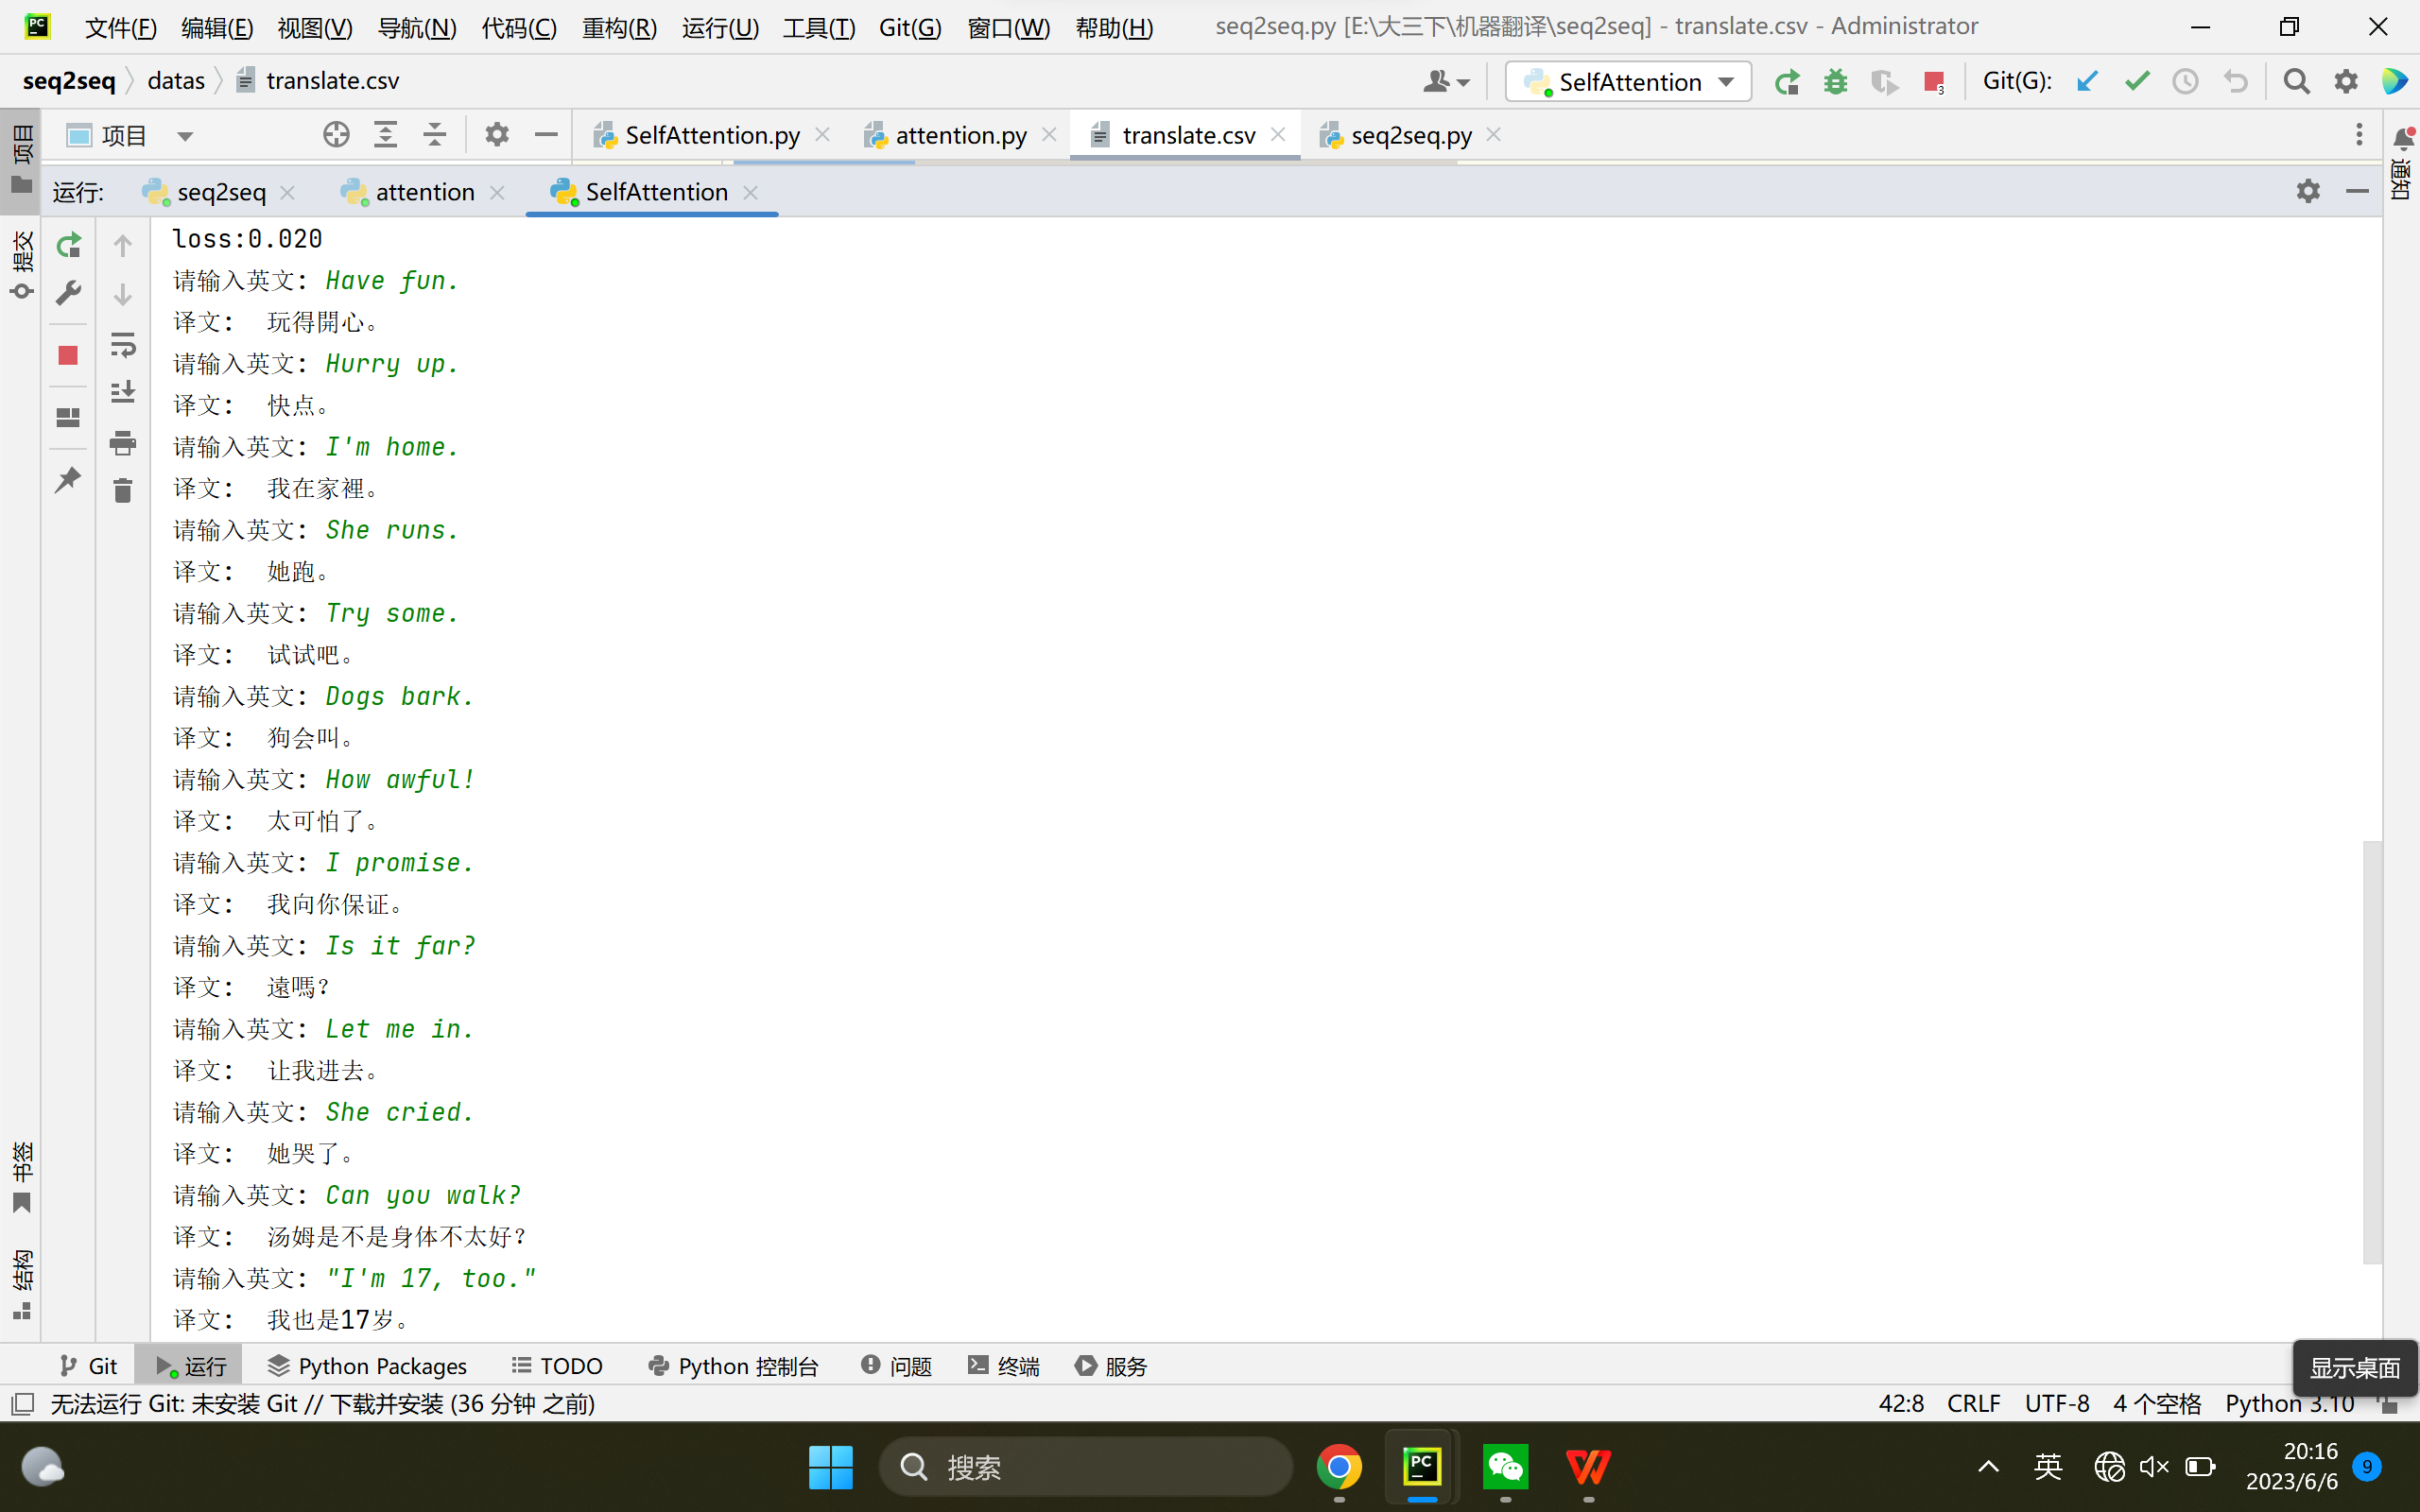 PC 文件(F) 编辑(E) 视图(V) 导航(N) 代码(C) 重构(R) 运行(U) 工具(T) Git(G) 窗口(W) 帮助(H) seq2seq.py [E:\大三下\机器翻译\seq2seq] - translate.csv - Administrator
seq2seq datas translate.csv SelfAttention 3 Git(G):
项目 SelfAttention.py attention.py translate.csv seq2seq.py
项目
通知
运行: seq2seq attention SelfAttention
提交
loss:0.020
请输入英文: Have fun.
译文: 玩得開心。
请输入英文: Hurry up.
译文: 快点。
请输入英文: I'm home.
译文: 我在家裡。
请输入英文: She runs.
译文: 她跑。
请输入英文: Try some.
译文: 试试吧。
请输入英文: Dogs bark.
译文: 狗会叫。
请输入英文: How awful!
译文: 太可怕了。
请输入英文: I promise.
译文: 我向你保证。
请输入英文: Is it far?
译文: 遠嗎?
请输入英文: Let me in.
译文: 让我进去。
请输入英文: She cried.
译文: 她哭了。
请输入英文: Can you walk?
译文: 汤姆是不是身体不太好?
请输入英文: "I'm 17, too."
译文: 我也是17岁。
书签
结构
Git 运行 Python Packages TODO Python 控制台 问题 终端 服务
显示桌面
无法运行 Git: 未安装 Git // 下载并安装 (36 分钟 之前) 42:8 CRLF UTF-8 4 个空格 Python 3.10
搜索 PC 英 20:16
2023/6/6 9